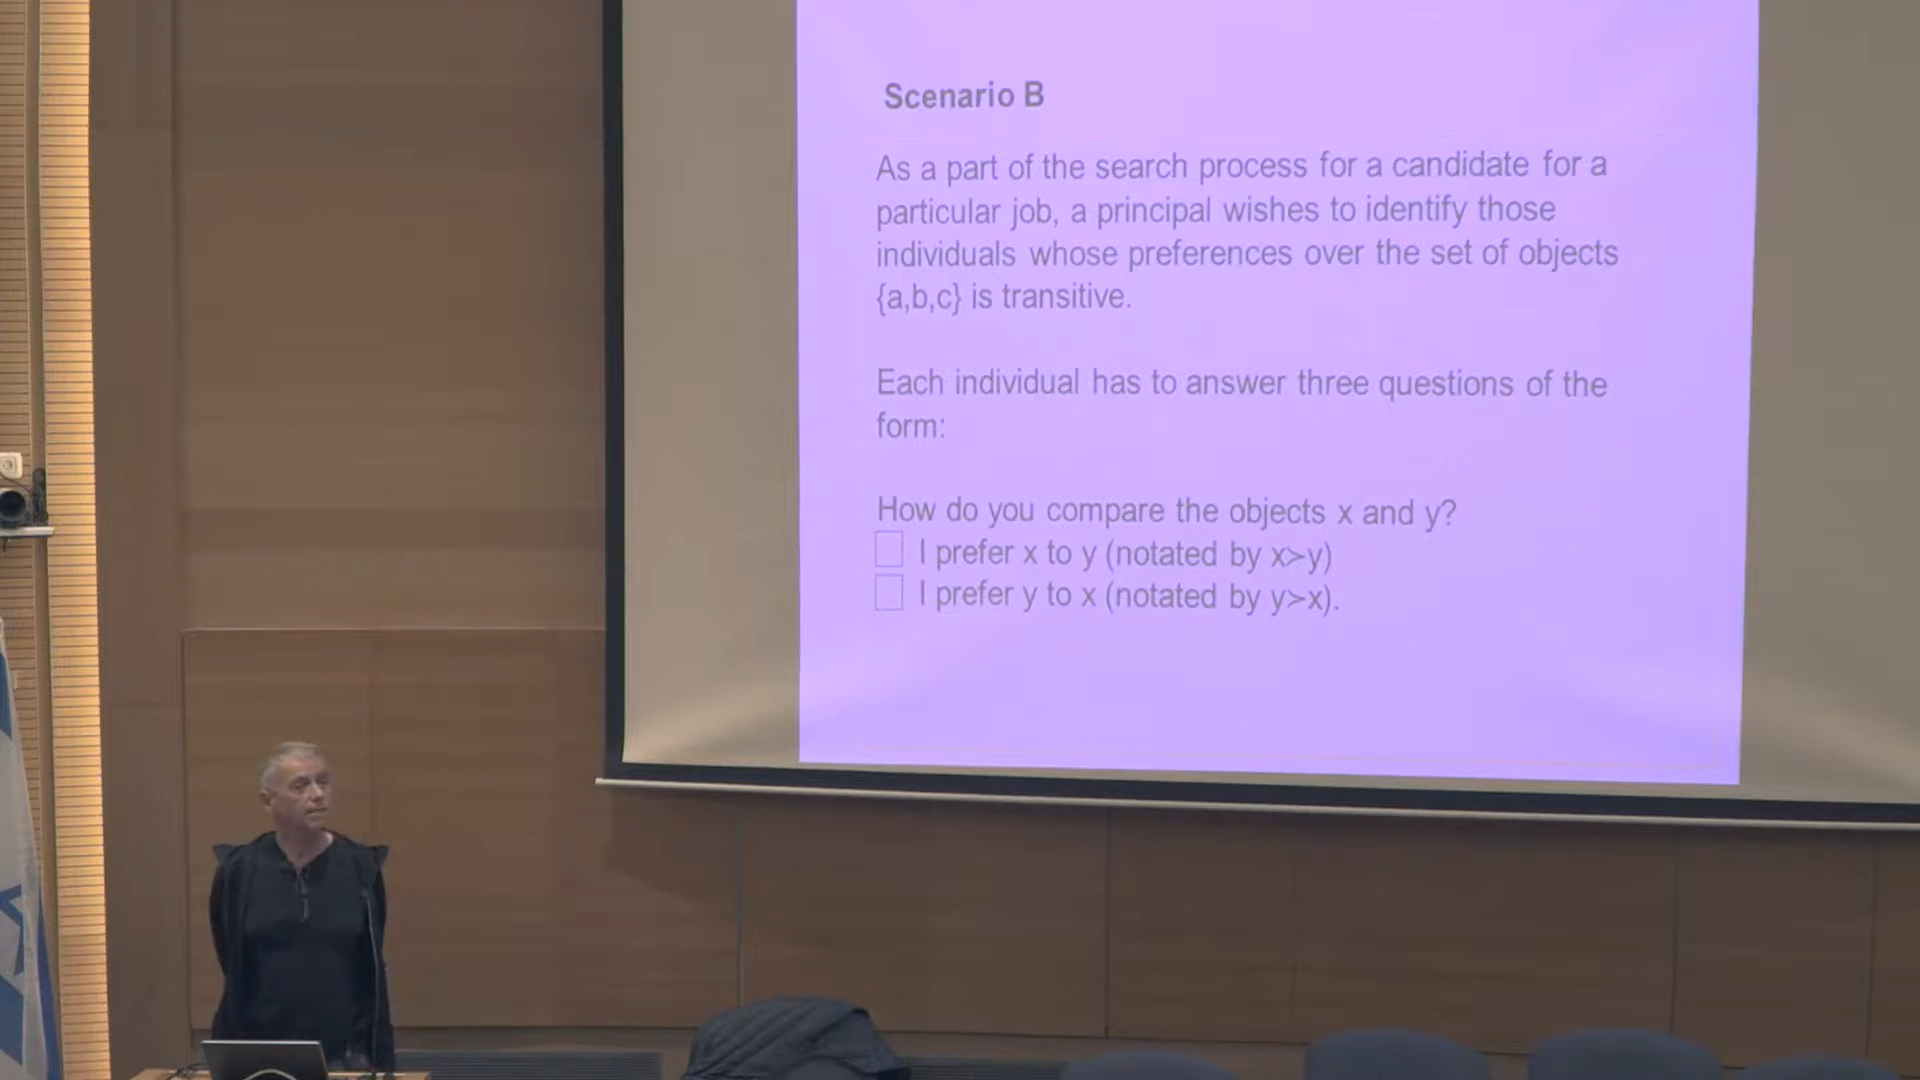 Scenario B
As a part of the search process for a candidate for a
particular job, a principal wishes to identify those
individuals whose preferences over the set of objects
{a,b,c} is transitive.
Each individual has to answer three questions of the
form:
How do you compare the objects x and y?
I prefer x to y (notated by x>y)
I prefer y to x (notated by y>x).